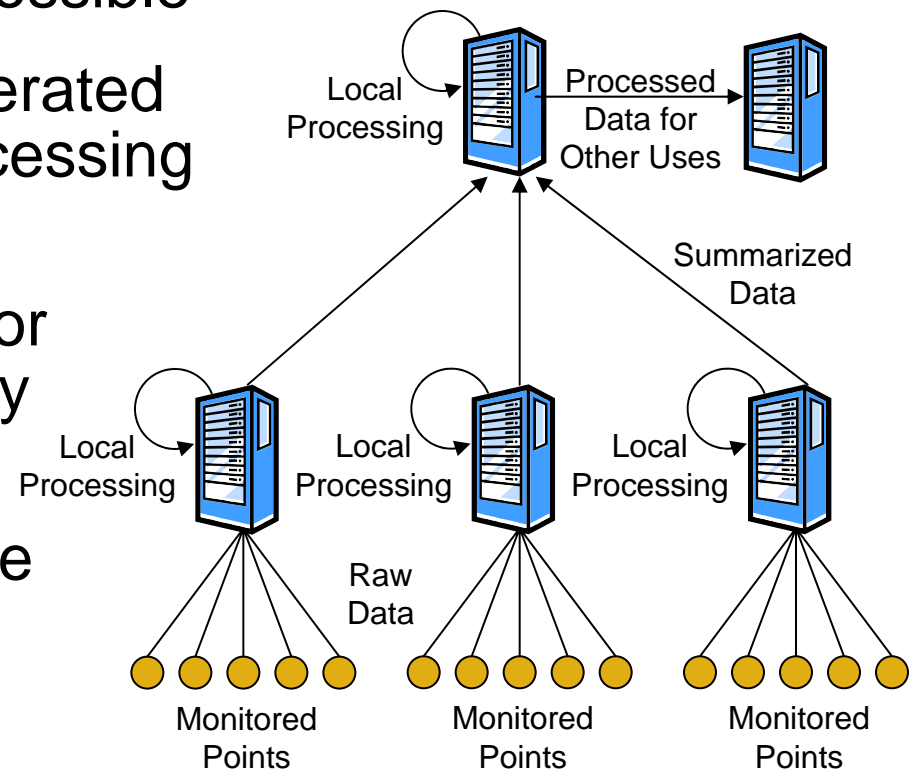 ossible
erated
cessing
or
y
e
Local
Processing
Processed
Data for
Other Uses
Summarized
Data
Local
Processing
Local
Processing
Local
Processing
Raw
Data
Monitored
Points
Monitored
Points
Monitored
Points